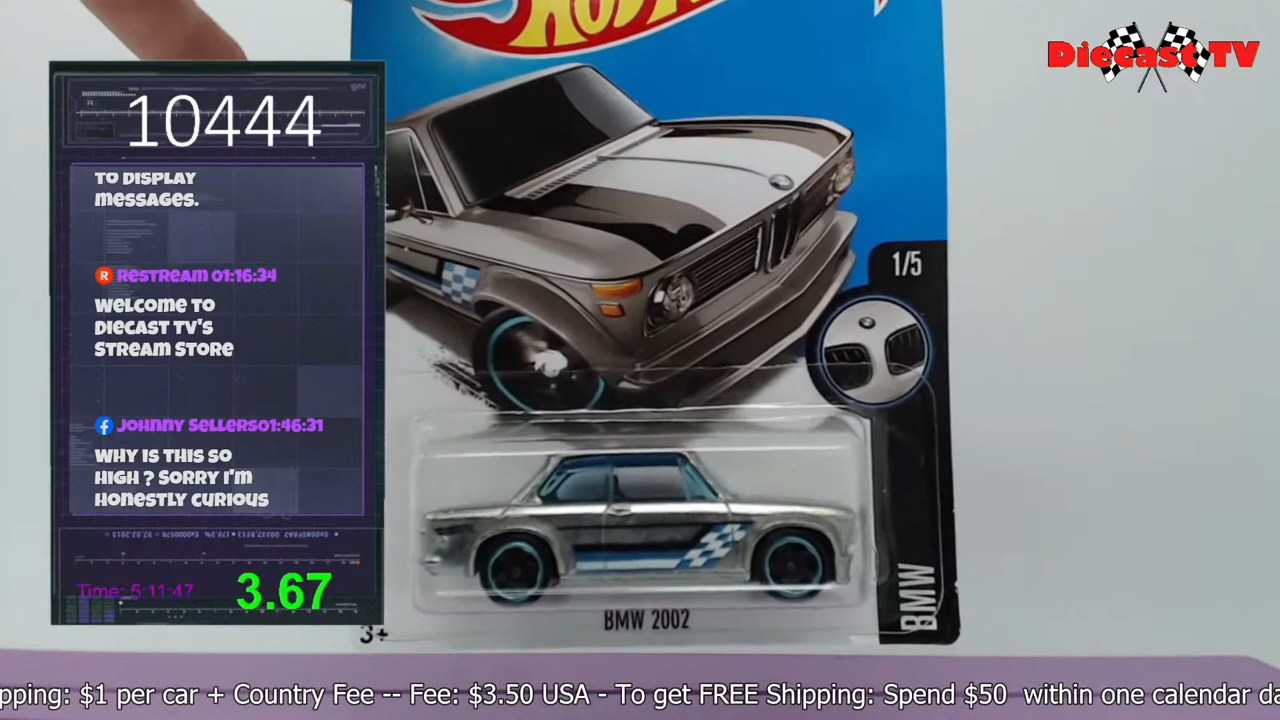 Hot
Diecast TV
10444
TO DISPLAY
MESSAGES.
R RESTREAM 01:16:34
WELCOME TO
DIECAST TV'S
STREAM STORE
f JOHNNY SELLERS01:46:31
WHY IS THIS SO
HIGH ? SORRY I'M
HONESTLY CURIOUS
Time: 5:11:47
3.67
1/5
BMW
BMW 2002
3+
pping: $1 per car + Country Fee -- Fee: $3.50 USA - To get FREE Shipping: Spend $50 within one calendar da